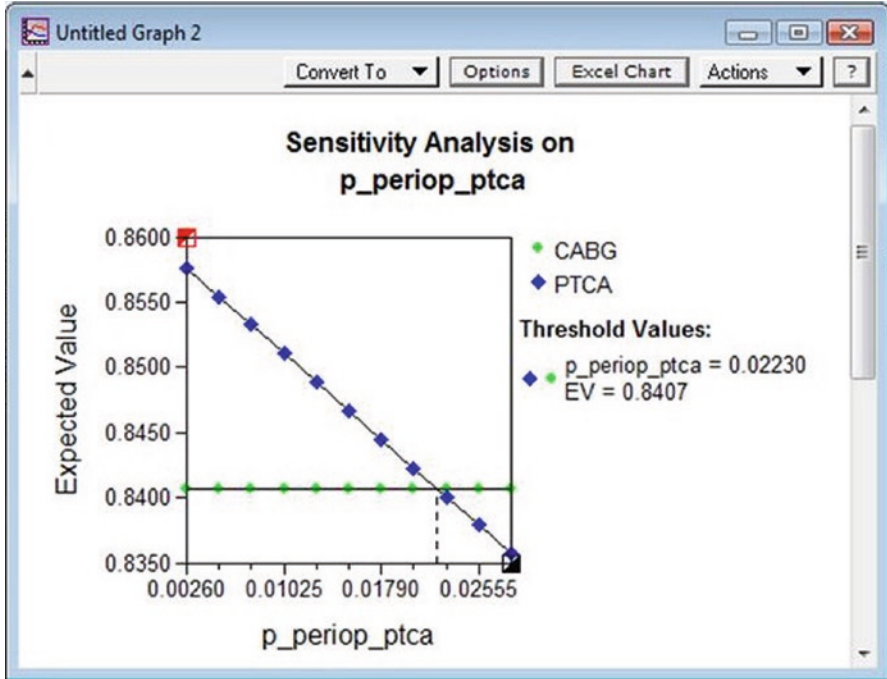 Untitled Graph 2
Convert To Options Excel Chart Actions ?
Sensitivity Analysis on
p_periop_ptca
0.8600
0.8550
0.8500
0.8450
0.8400
0.8350
Expected Value
0.00260 0.01025 0.01790 0.02555
p_periop_ptca
CABG
PTCA
Threshold Values:
p_periop_ptca = 0.02230
EV = 0.8407